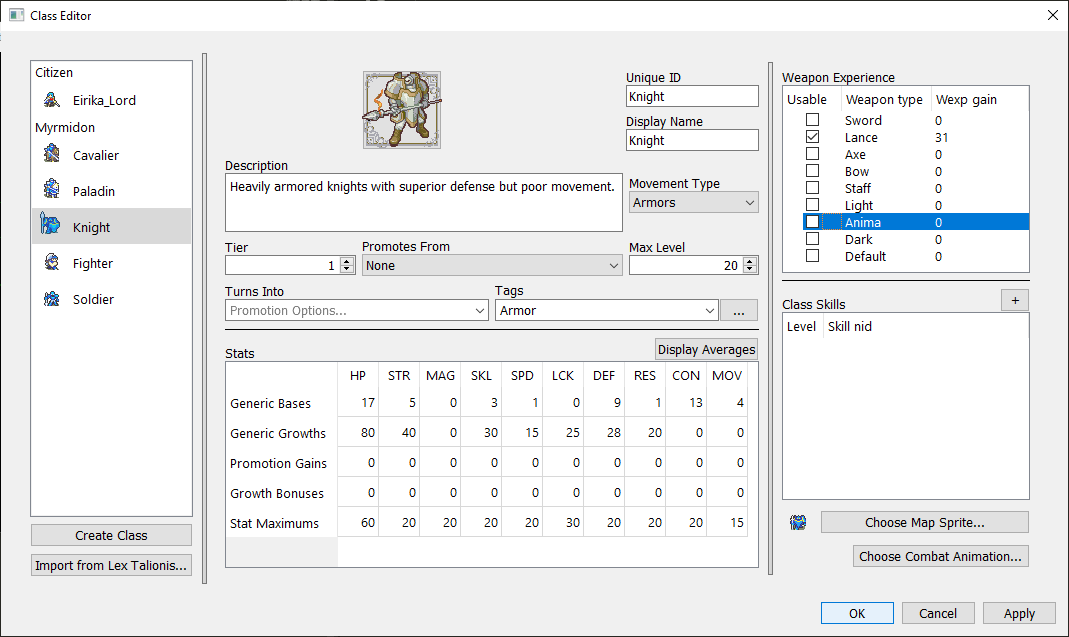 Class Editor
Citizen
Eirika_Lord
Myrmidon
Cavalier
Paladin
Knight
Fighter
Soldier
Create Class
Import from Lex Talionis...
Unique ID
Knight
Display Name
Knight
Description
Heavily armored knights with superior defense but poor movement.
Movement Type
Armors
Tier
1
Promotes From
None
Max Level
20
Turns Into
Promotion Options...
Tags
Armor
...
Stats
Display Averages
HP STR MAG SKL SPD LCK DEF RES CON MOV
Generic Bases 17 5 0 3 1 0 9 1 13 4
Generic Growths 80 40 0 30 15 25 28 20 0 0
Promotion Gains 0 0 0 0 0 0 0 0 0 0
Growth Bonuses 0 0 0 0 0 0 0 0 0 0
Stat Maximums 60 20 20 20 20 30 20 20 20 15
Weapon Experience
Usable Weapon type Wexp gain
Sword 0
Lance 31
Axe 0
Bow 0
Staff 0
Light 0
Anima 0
Dark 0
Default 0
Class Skills
+
Level Skill nid
Choose Map Sprite...
Choose Combat Animation...
OK Cancel Apply